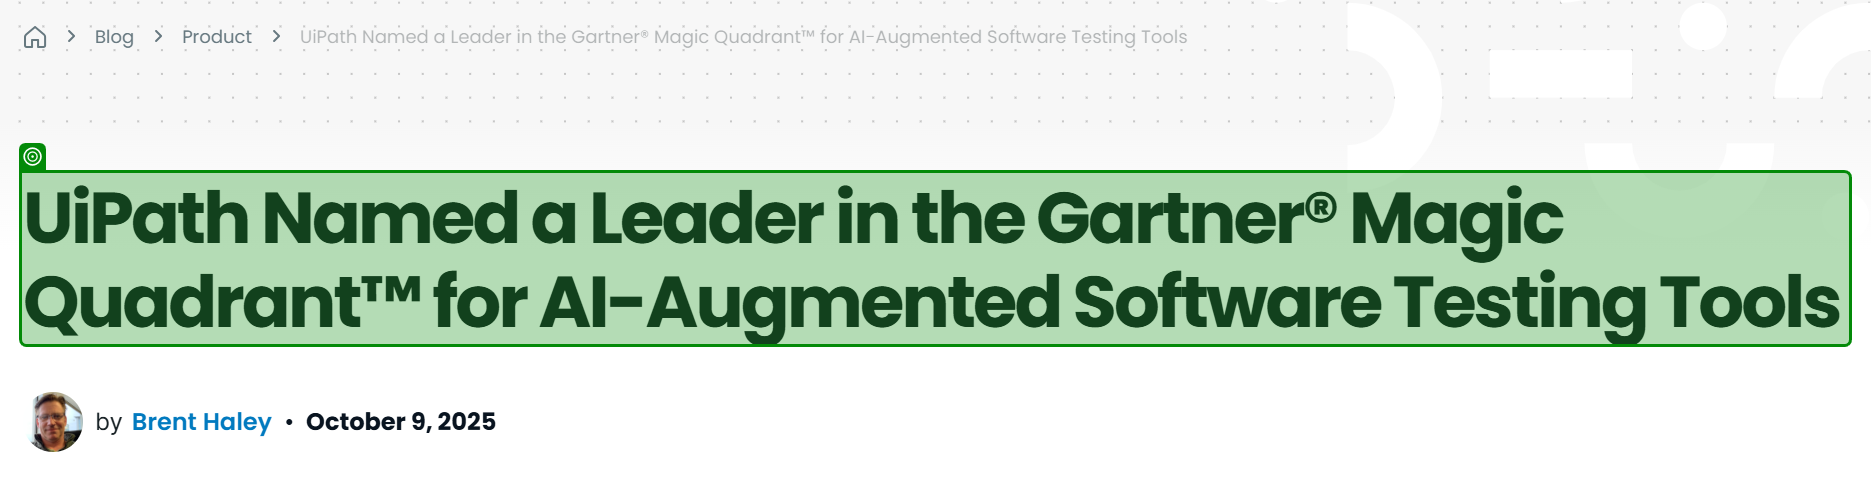 Blog > Product > UiPath Named a Leader in the Gartner® Magic Quadrant™ for AI-Augmented Software Testing Tools
UiPath Named a Leader in the Gartner® Magic
Quadrant™ for AI-Augmented Software Testing Tools
by Brent Haley • October 9, 2025